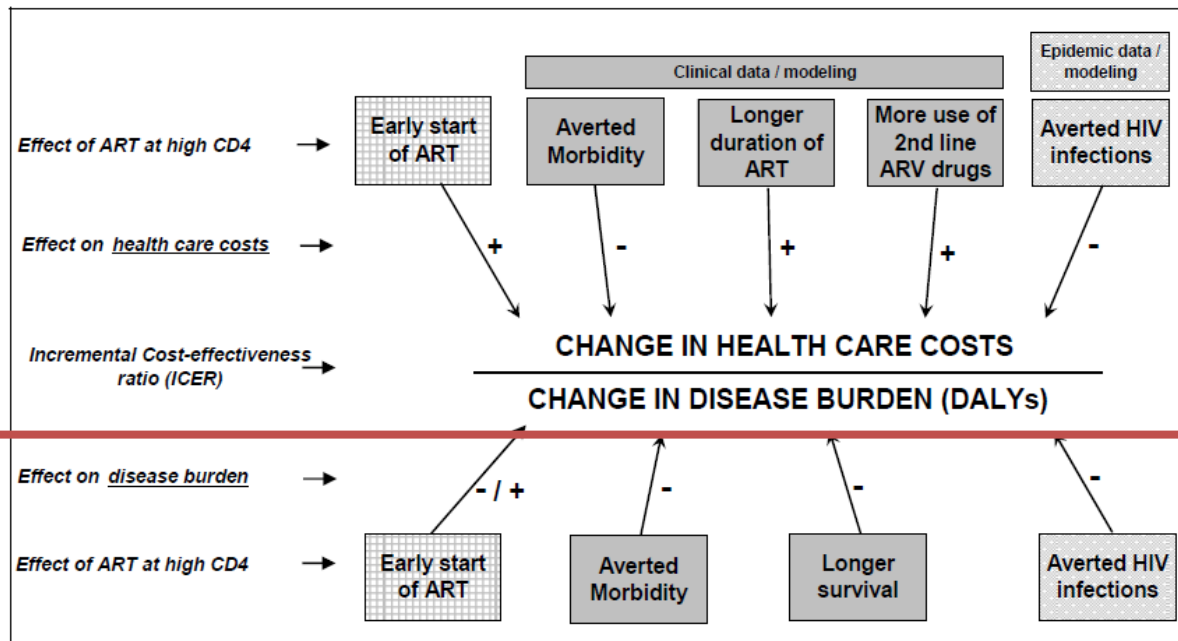 Epidemic data /
modeling
Clinical data / modeling
Effect of ART at high CD4
Early start
of ART
Averted
Morbidity
Longer
duration of
ART
More use of
2nd line
ARV drugs
Averted HIV
infections
Effect on health care costs
+
-
+
+
-
Incremental Cost-effectiveness
ratio (ICER)
CHANGE IN HEALTH CARE COSTS
CHANGE IN DISEASE BURDEN (DALYs)
Effect on disease burden
- / +
-
-
-
Effect of ART at high CD4
Early start
of ART
Averted
Morbidity
Longer
survival
Averted HIV
infections